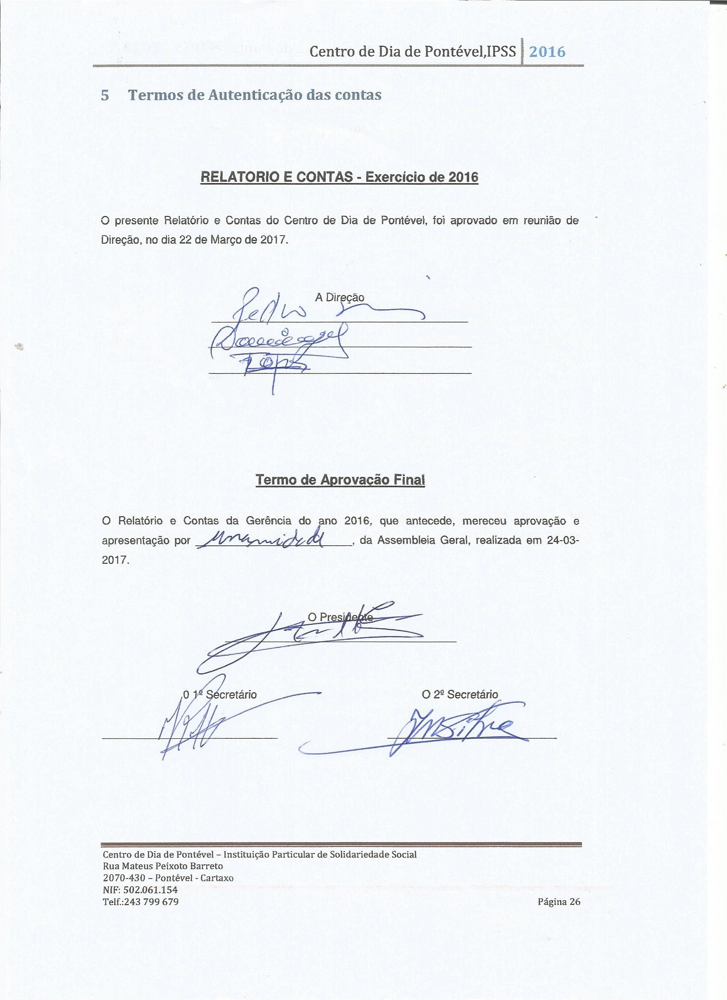 Centro de Dia de Pontével,IPSS 2016
5 Termos de Autenticação das contas
RELATORIO E CONTAS - Exercício de 2016
O presente Relatório e Contas do Centro de Dia de Pontével, foi aprovado em reunião de
Direção, no dia 22 de Março de 2017.
A Direção
Pedro
Lopes
Termo de Aprovação Final
O Relatório e Contas da Gerência do ano 2016, que antecede, mereceu aprovação e
apresentação por unanimidade, da Assembleia Geral, realizada em 24-03-
2017.
O Presidente
0 1º Secretário O 2º Secretário
Centro de Dia de Pontével – Instituição Particular de Solidariedade Social
Rua Mateus Peixoto Barreto
2070-430 – Pontével - Cartaxo
NIF: 502.061.154
Telf.:243 799 679 Página 26